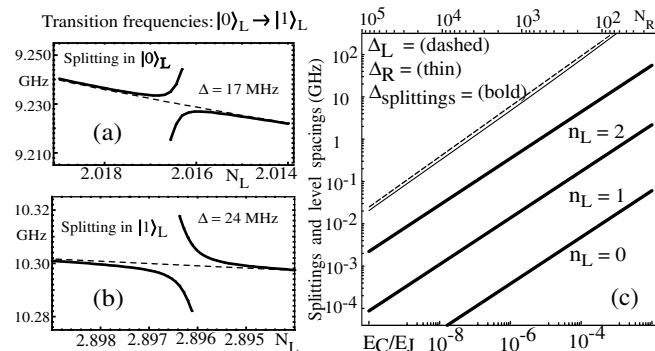 Transition frequencies: |0⟩L → |1⟩L
9.250
GHz
9.230
9.210
Splitting in |0⟩L
Δ = 17 MHz
(a)
2.018
2.016
2.014
NL
10.32
GHz
10.30
10.28
Splitting in |1⟩L
Δ = 24 MHz
(b)
2.898
2.897
2.896
2.895
NL
10^5
10^4
10^3
10^2
NR
Splittings and level spacings (GHz)
10^2
10
1
10^-1
10^-2
10^-3
10^-4
ΔL = (dashed)
ΔR = (thin)
Δsplittings = (bold)
nL = 2
nL = 1
nL = 0
(c)
EC/EJ
10^-8
10^-6
10^-4